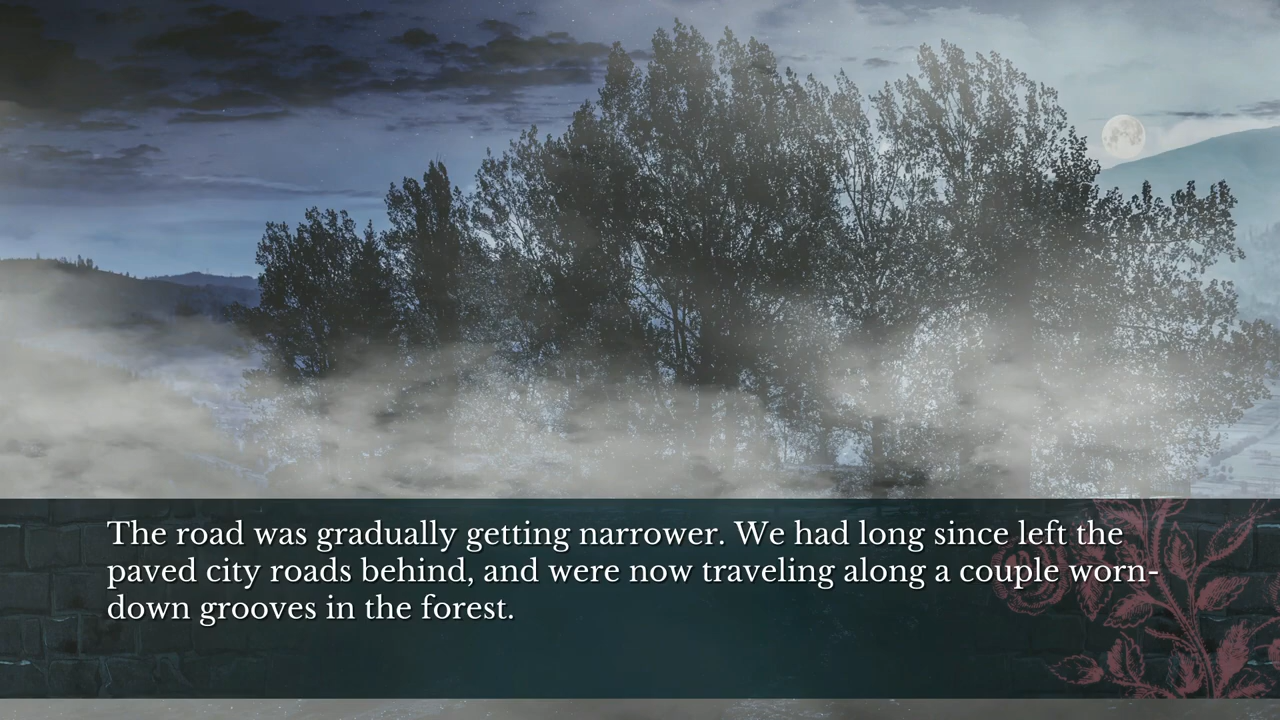 The road was gradually getting narrower. We had long since left the
paved city roads behind, and were now traveling along a couple worn-
down grooves in the forest.